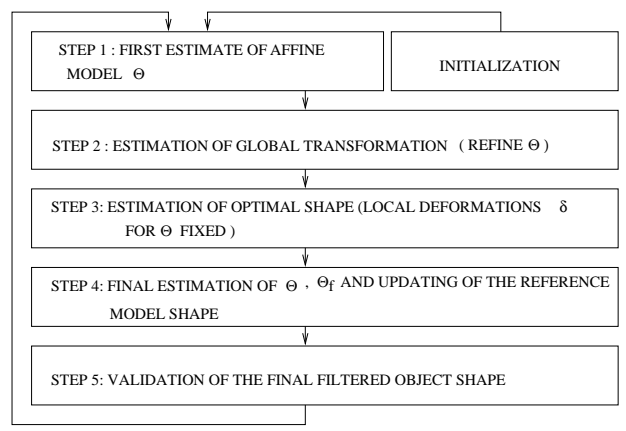 STEP 1 : FIRST ESTIMATE OF AFFINE
MODEL Θ
INITIALIZATION
STEP 2 : ESTIMATION OF GLOBAL TRANSFORMATION ( REFINE Θ )
STEP 3: ESTIMATION OF OPTIMAL SHAPE (LOCAL DEFORMATIONS δ
FOR Θ FIXED )
STEP 4: FINAL ESTIMATION OF Θ , Θf AND UPDATING OF THE REFERENCE
MODEL SHAPE
STEP 5: VALIDATION OF THE FINAL FILTERED OBJECT SHAPE